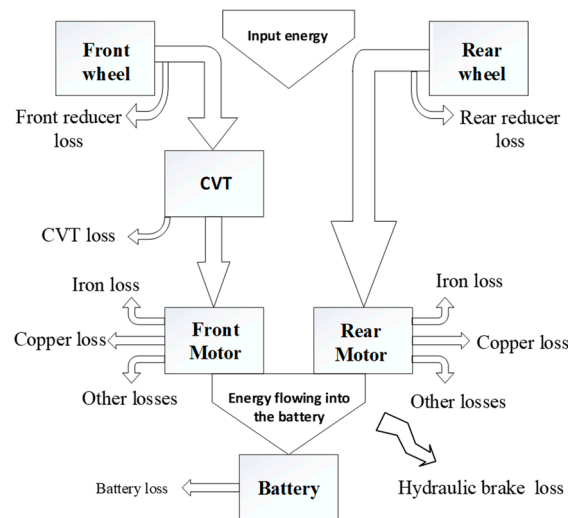 Front
wheel
Input energy
Rear
wheel
Front reducer
loss
Rear reducer
loss
CVT
CVT loss
Iron loss
Iron loss
Front
Motor
Rear
Motor
Copper loss
Copper loss
Other losses
Other losses
Energy flowing into
the battery
Battery loss
Battery
Hydraulic brake loss